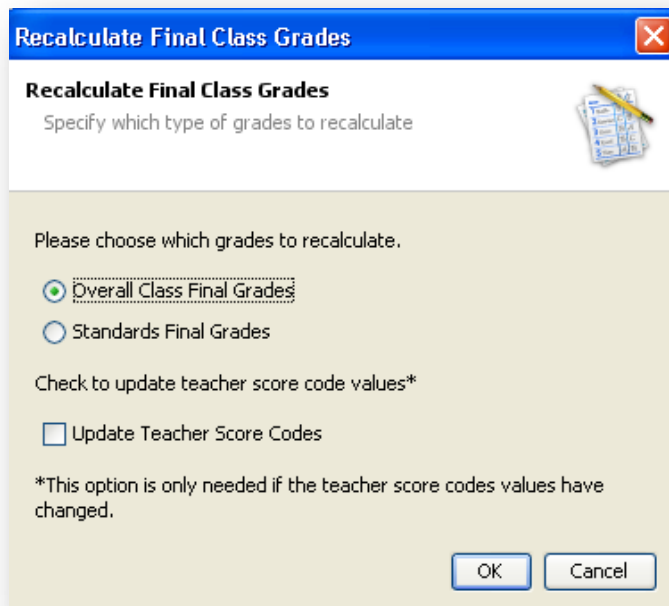 Recalculate Final Class Grades
Recalculate Final Class Grades
Specify which type of grades to recalculate
Please choose which grades to recalculate.
Overall Class Final Grades
Standards Final Grades
Check to update teacher score code values*
Update Teacher Score Codes
*This option is only needed if the teacher score codes values have
changed.
OK Cancel